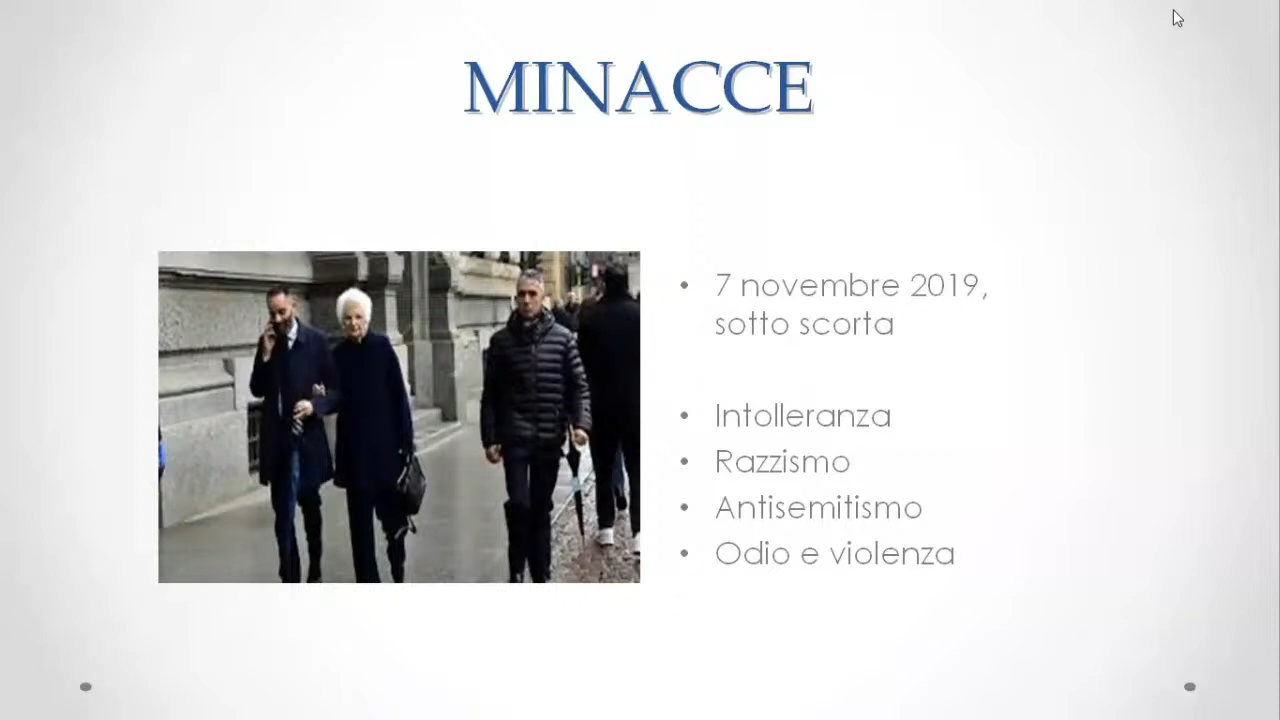 MINACCE
• 7 novembre 2019,
sotto scorta
• Intolleranza
• Razzismo
• Antisemitismo
• Odio e violenza